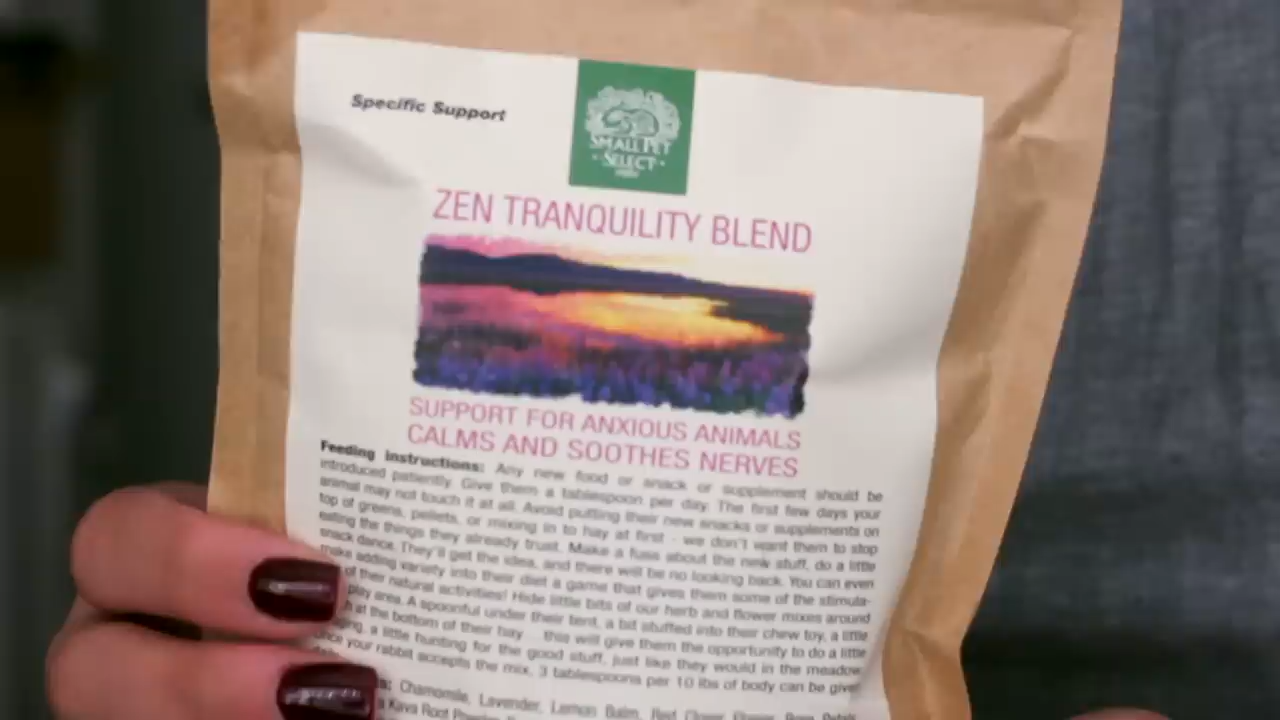 Specific Support
SMALL PET
SELECT
ZEN TRANQUILITY BLEND
SUPPORT FOR ANXIOUS ANIMALS
CALMS AND SOOTHES NERVES
Feeding instructions: Any new food or snack or supplement should be
introduced patiently. Give them a tablespoon per day. The first few days your
animal may not touch it at all. Avoid putting their new snacks or supplements on
top of greens, pellets, or mixing in to hay at first - we don't want them to stop
eating the things they already trust. Make a fuss about the new stuff, do a little
snack dance. They'll get the idea, and there will be no looking back. You can even
make adding variety into their diet a game that gives them some of the stimula-
of their natural activities! Hide little bits of our herb and flower mixes around
play area. A spoonful under their tent, a bit stuffed into their chew toy, a little
at the bottom of their hay ... this will give them the opportunity to do a little
a little hunting for the good stuff, just like they would in the meadow.
once your rabbit accepts the mix, 3 tablespoons per 10 lbs of body can be give
Chamomile, Lavender, Lemon Balm, Red Clover Flower, Rose Petals,
Kava Root